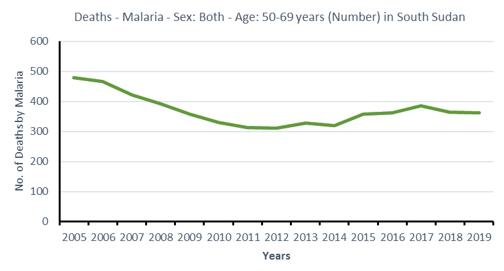 Deaths - Malaria - Sex: Both - Age: 50-69 years (Number) in South Sudan
600
500
400
300
200
100
0
No. of Deaths by Malaria
2005 2006 2007 2008 2009 2010 2011 2012 2013 2014 2015 2016 2017 2018 2019
Years